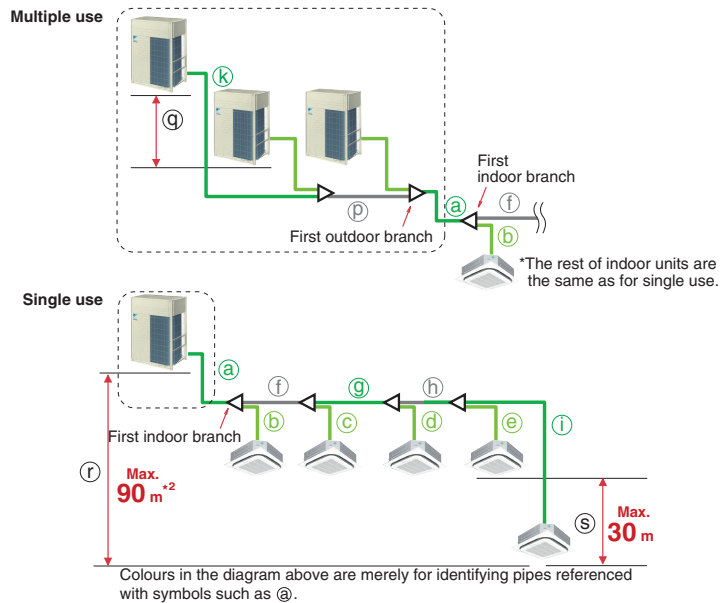 Multiple use
ⓚ
ⓠ
ⓟ
First outdoor branch
First
indoor branch
ⓐ
ⓕ
ⓑ
*The rest of indoor units are
the same as for single use.
Single use
ⓐ
ⓕ
ⓖ
ⓗ
ⓑ
ⓒ
ⓓ
ⓔ
ⓘ
First indoor branch
ⓡ
Max.
90 m*2
ⓢ
Max.
30 m
Colours in the diagram above are merely for identifying pipes referenced
with symbols such as ⓐ.